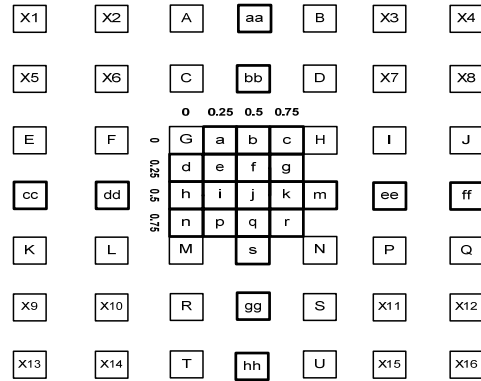 X1 X2 A aa B X3 X4
X5 X6 C bb D X7 X8
0 0.25 0.5 0.75
E F 0 G a b c H I J
0.25 d e f g
cc dd 0.5 h i j k m ee ff
0.75 n p q r
K L M s N P Q
X9 X10 R gg S X11 X12
X13 X14 T hh U X15 X16